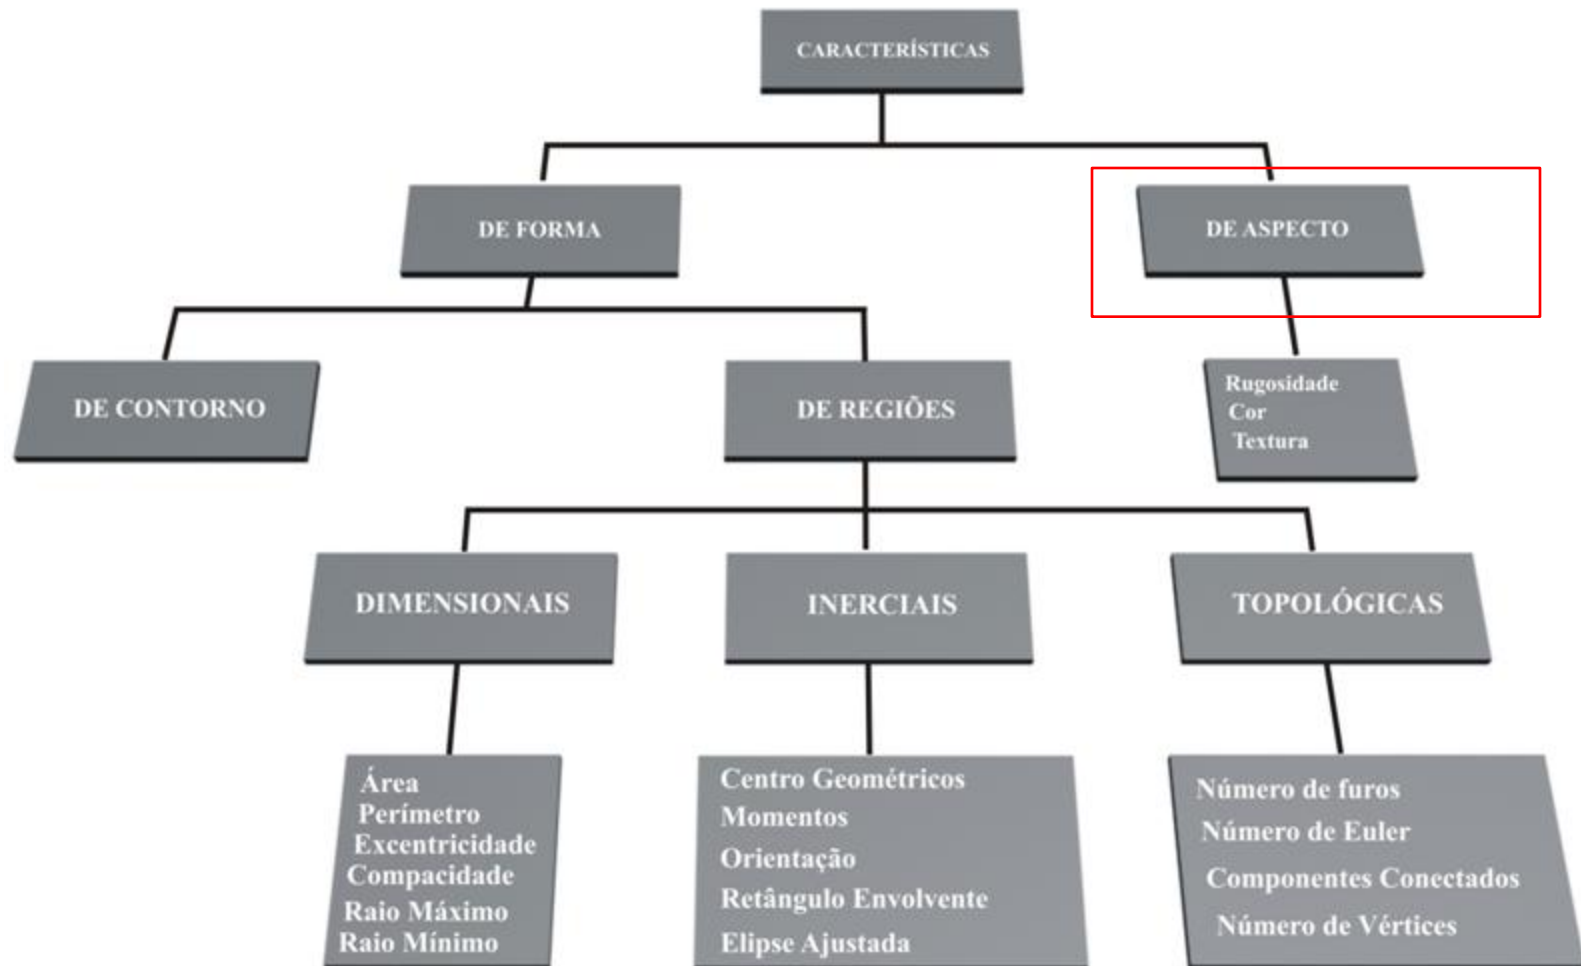 CARACTERÍSTICAS
DE FORMA
DE ASPECTO
DE CONTORNO
DE REGIÕES
Rugosidade
Cor
Textura
DIMENSIONAIS
INERCIAIS
TOPOLÓGICAS
Área
Perímetro
Excentricidade
Compacidade
Raio Máximo
Raio Mínimo
Centro Geométricos
Momentos
Orientação
Retângulo Envolvente
Elipse Ajustada
Número de furos
Número de Euler
Componentes Conectados
Número de Vértices